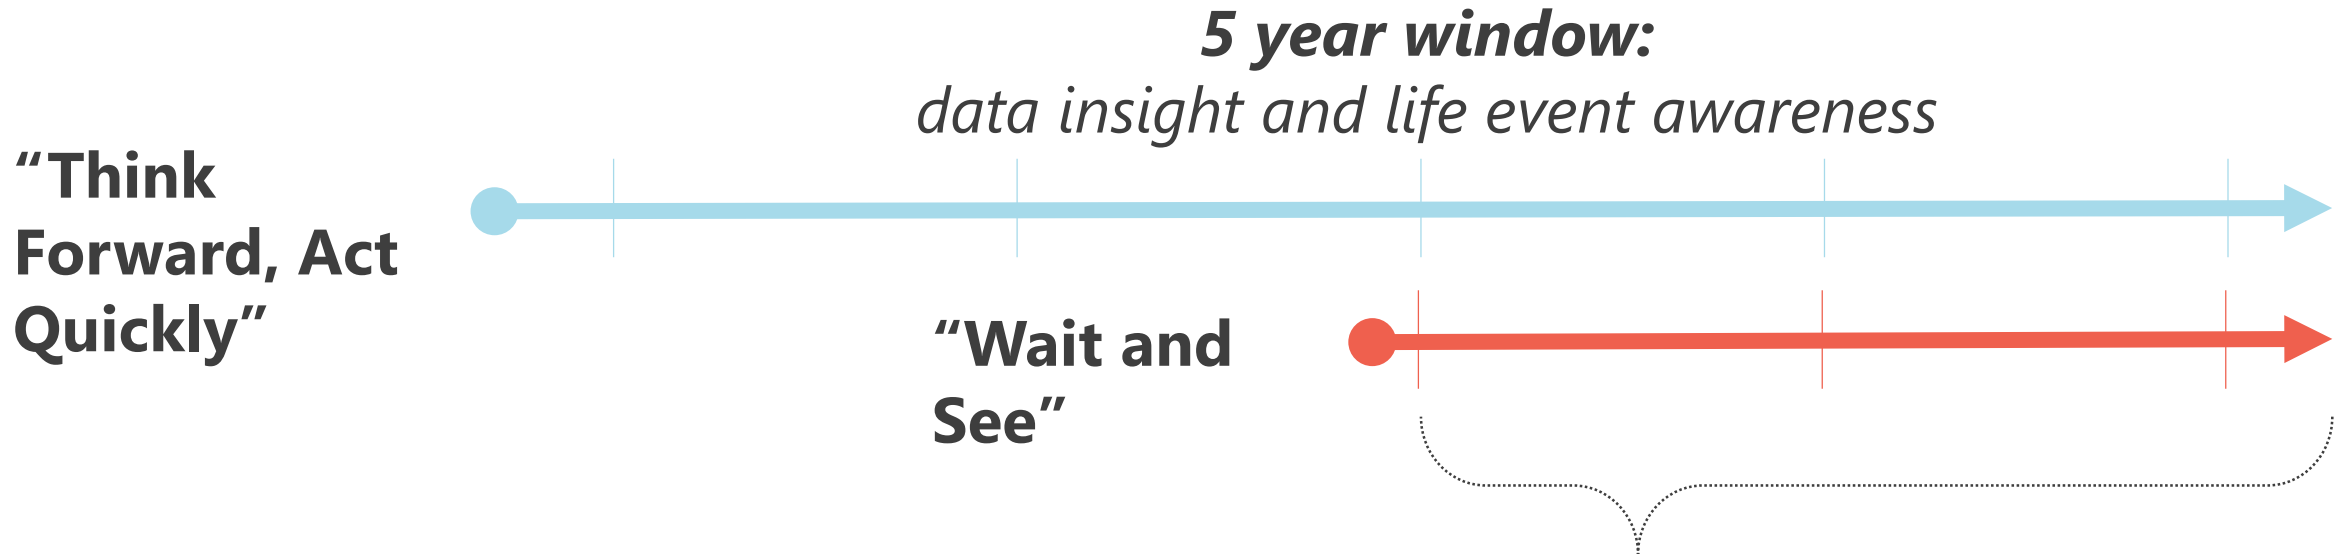 5 year window:
data insight and life event awareness
“Think
Forward, Act
Quickly”
“Wait and
See”